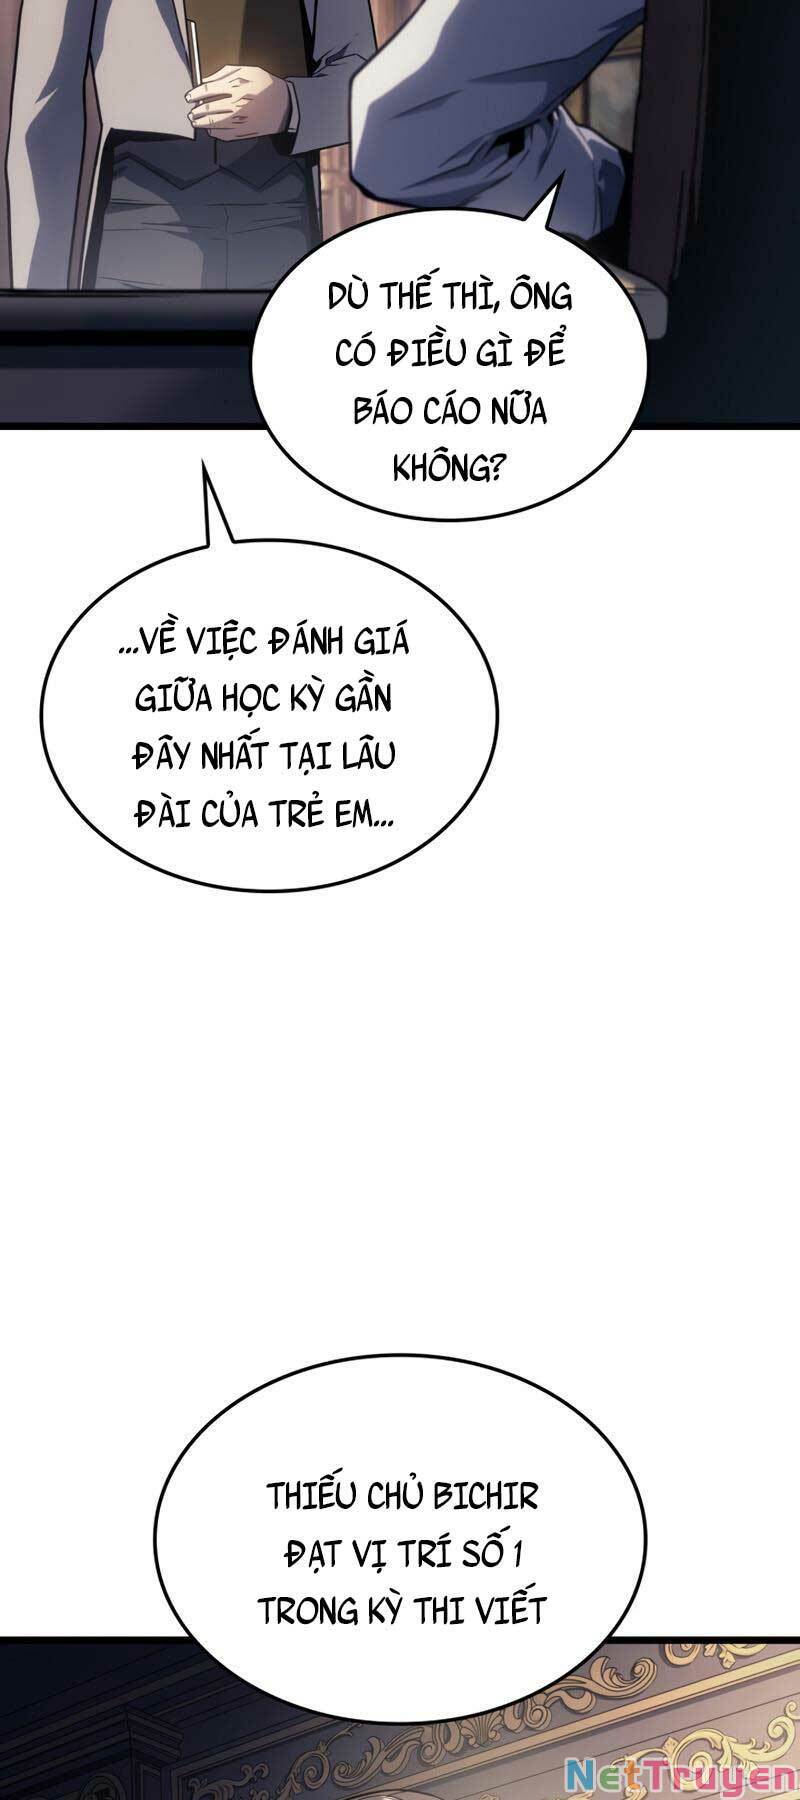 DÙ THẾ THÌ, ÔNG
CÓ ĐIỀU GÌ ĐỂ
BÁO CÁO NỮA
KHÔNG?
...VỀ VIỆC ĐÁNH GIÁ
GIỮA HỌC KỲ GẦN
ĐÂY NHẤT TẠI LÂU
ĐÀI CỦA TRẺ EM...
THIẾU CHỦ BICHIR
ĐẠT VỊ TRÍ SỐ 1
TRONG KỲ THI VIẾT
NetTruyen